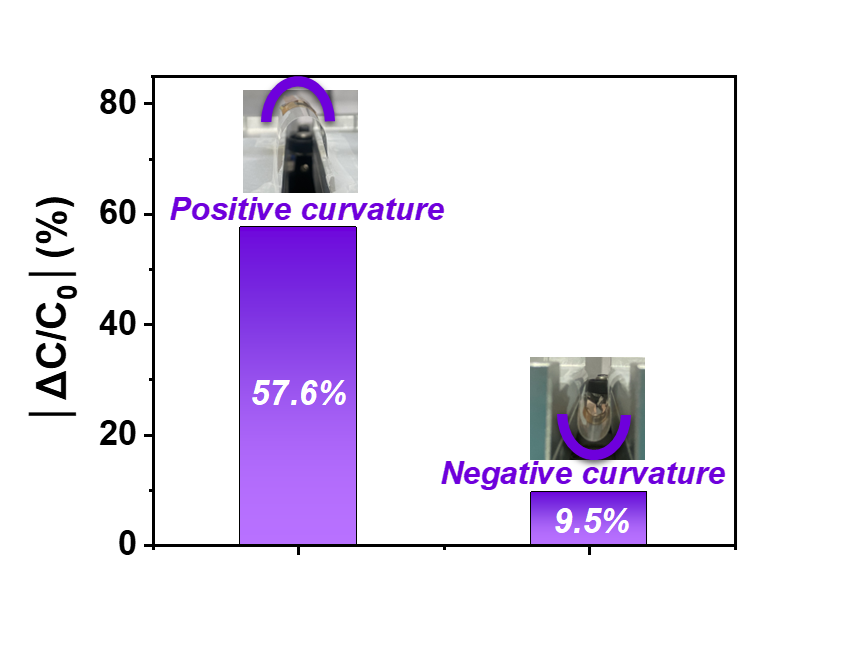 80
60
40
20
0
|ΔC/C₀| (%)
Positive curvature
57.6%
Negative curvature
9.5%